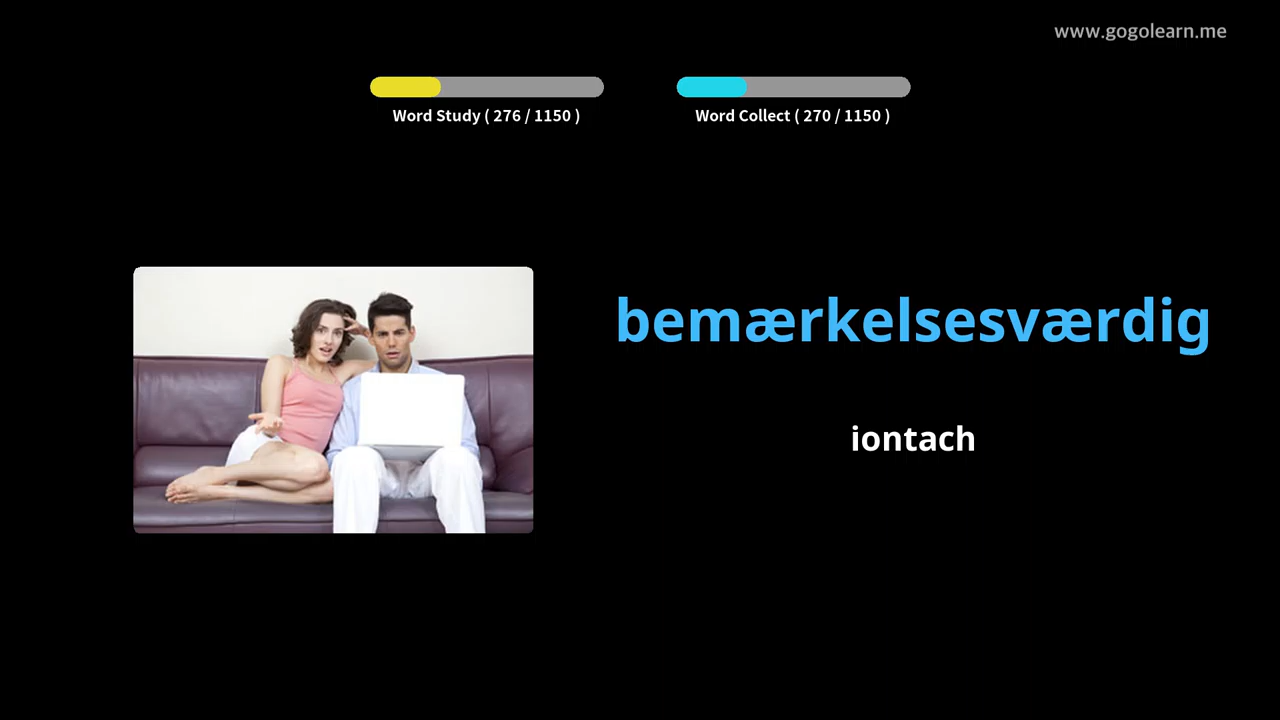 www.gogolearn.me
Word Study ( 276 / 1150 )
Word Collect ( 270 / 1150 )
bemærkelsesværdig
iontach